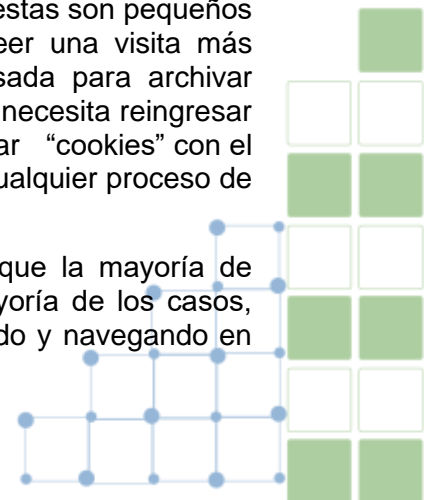 estas son pequeños
eer una visita más
sada para archivar
necesita reingresar
ar “cookies” con el
ualquier proceso de
que la mayoría de
yoría de los casos,
do y navegando en